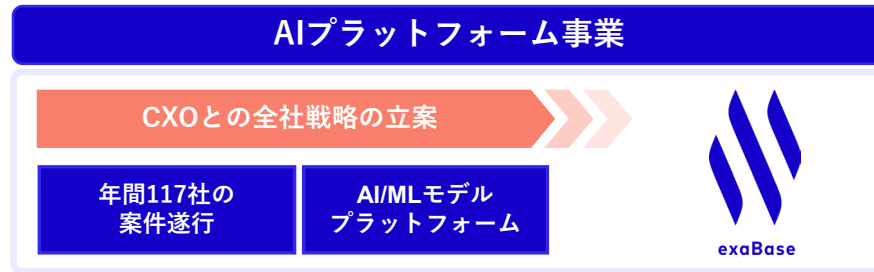 AIプラットフォーム事業
CXOとの全社戦略の立案
年間117社の
案件遂行
AI/MLモデル
プラットフォーム
exaBase